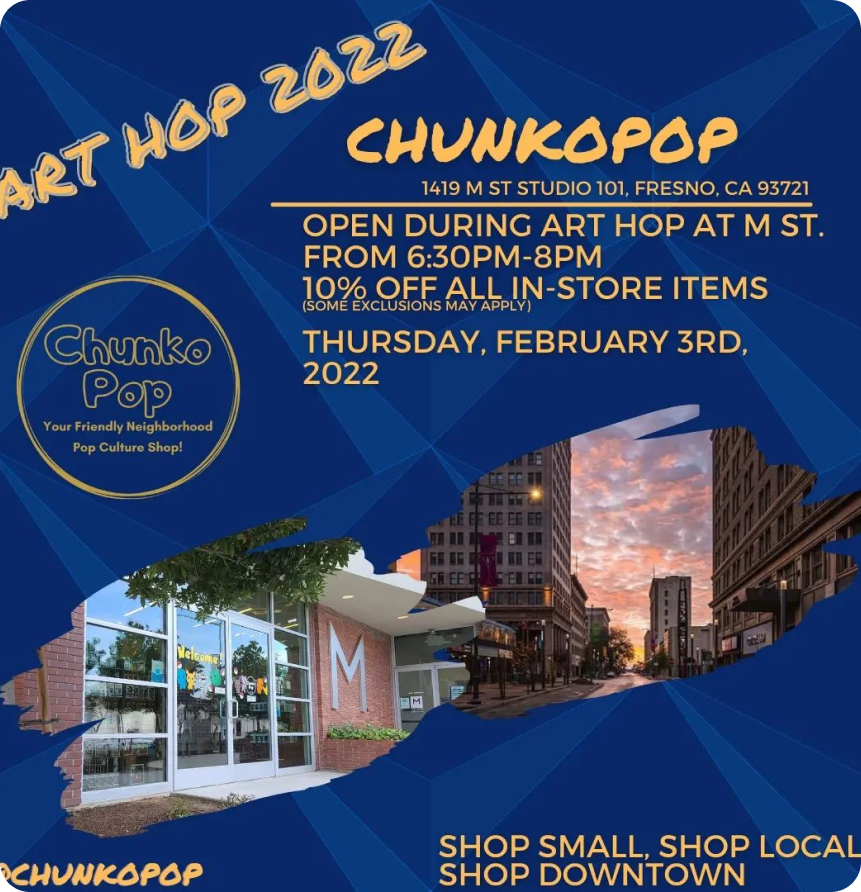 ART HOP 2022
CHUNKOPOP
1419 M ST STUDIO 101, FRESNO, CA 93721
OPEN DURING ART HOP AT M ST.
FROM 6:30PM-8PM
10% OFF ALL IN-STORE ITEMS
(SOME EXCLUSIONS MAY APPLY)
THURSDAY, FEBRUARY 3RD,
2022
Chunko
Pop
Your Friendly Neighborhood
Pop Culture Shop!
Welcome
M
M
@CHUNKOPOP
SHOP SMALL, SHOP LOCAL
SHOP DOWNTOWN